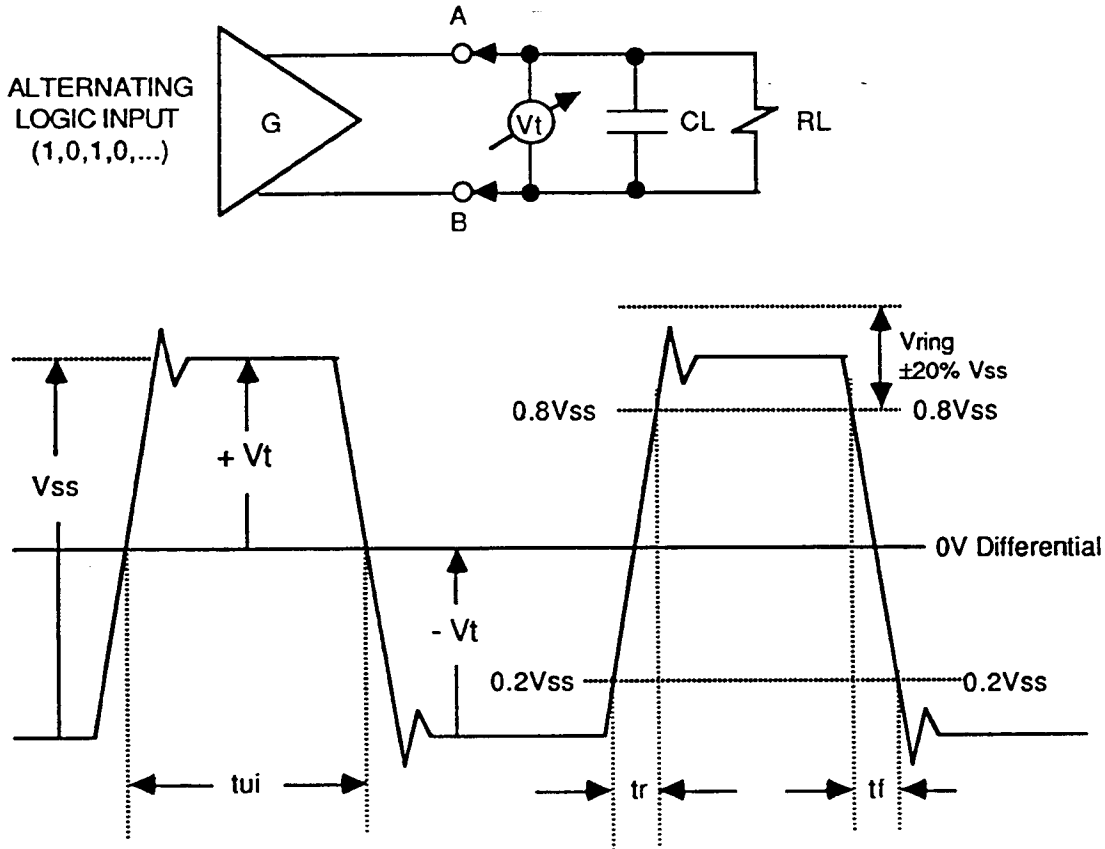 A
ALTERNATING
LOGIC INPUT
(1,0,1,0,...)
G
Vt
CL
RL
B
Vring
±20% Vss
0.8Vss
0.8Vss
+ Vt
Vss
0V Differential
- Vt
0.2Vss
0.2Vss
tui
tr
tf